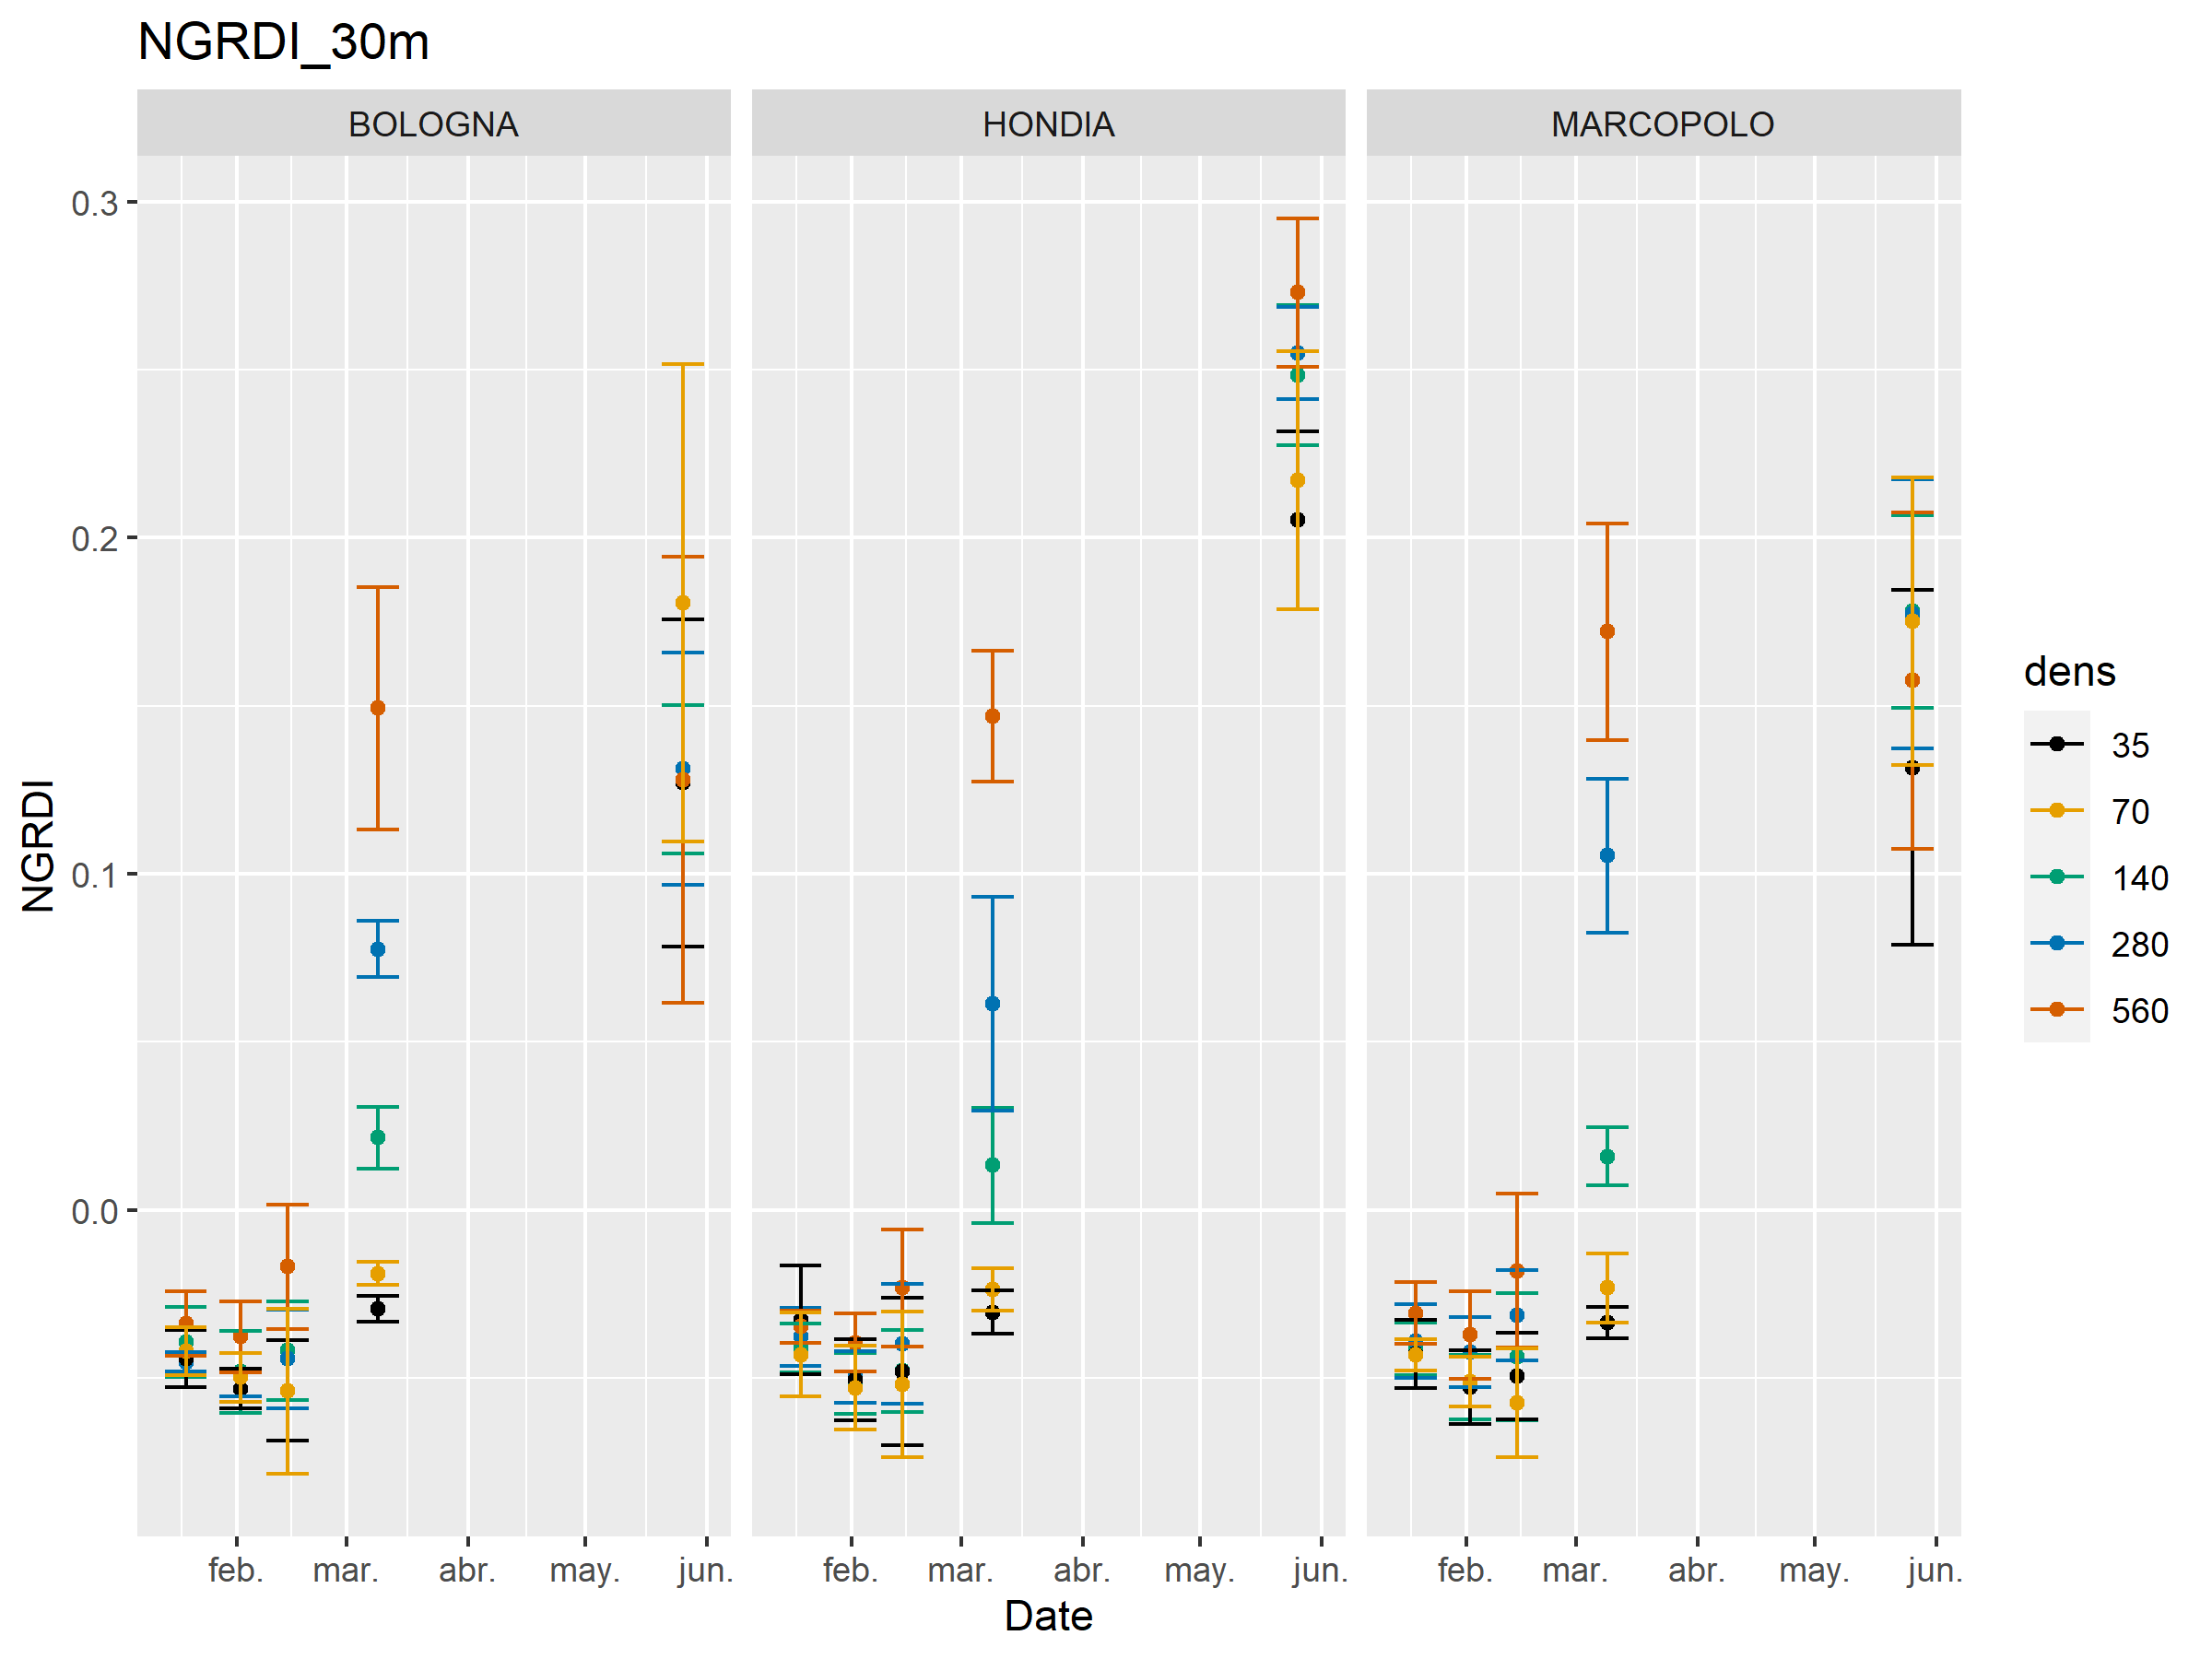 NGRDI_30m
BOLOGNA HONDIA MARCOPOLO
0.3
0.2
0.1
0.0
NGRDI
feb. mar. abr. may. jun. feb. mar. abr. may. jun. feb. mar. abr. may. jun.
Date
dens
35
70
140
280
560